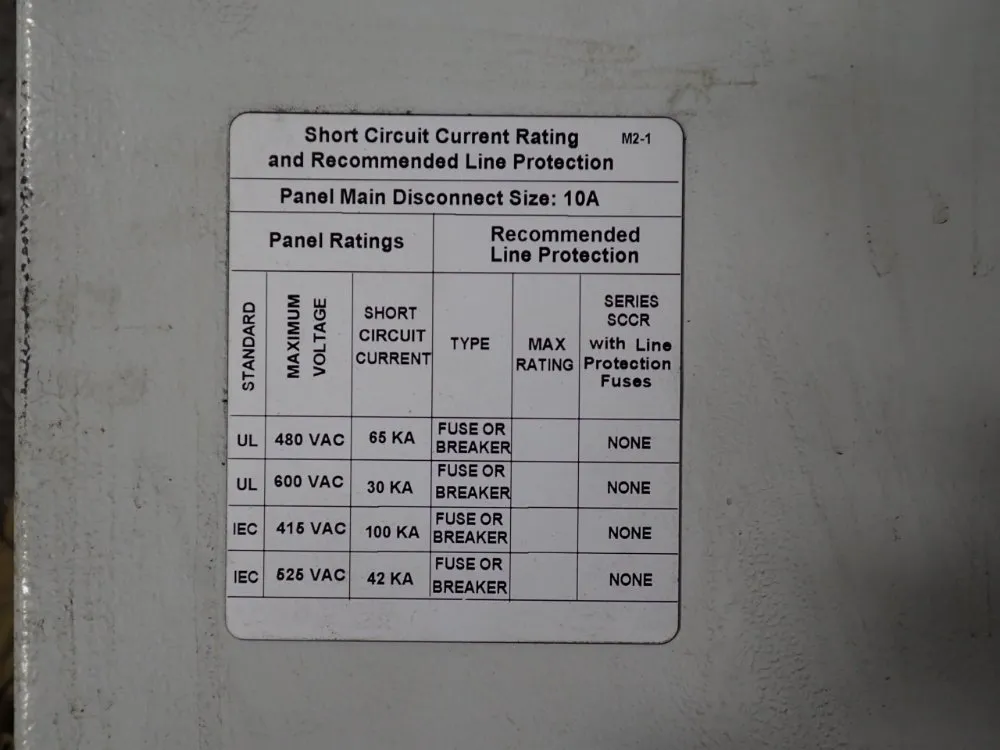 Short Circuit Current Rating M2-1
and Recommended Line Protection
Panel Main Disconnect Size: 10A
Panel Ratings
Recommended
Line Protection
STANDARD
MAXIMUM
VOLTAGE
SHORT
CIRCUIT
CURRENT
TYPE
MAX
RATING
SERIES
SCCR
with Line
Protection
Fuses
UL 480 VAC 65 KA FUSE OR BREAKER NONE
UL 600 VAC 30 KA FUSE OR BREAKER NONE
IEC 415 VAC 100 KA FUSE OR BREAKER NONE
IEC 525 VAC 42 KA FUSE OR BREAKER NONE